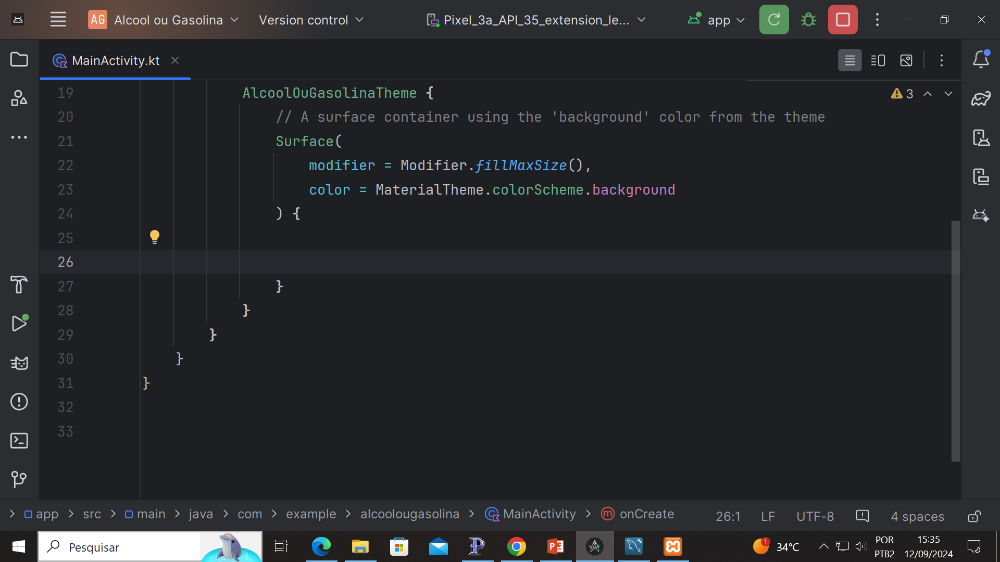 AG Alcool ou Gasolina Version control Pixel_3a_API_35_extension_le... app
MainActivity.kt
19 AlcoolOuGasolinaTheme { 3
20 // A surface container using the 'background' color from the theme
21 Surface(
22 modifier = Modifier.fillMaxSize(),
23 color = MaterialTheme.colorScheme.background
24 ) {
25
26
27 }
28 }
29 }
30 }
31 }
32
33
app src main java com example alcoolougasolina MainActivity m onCreate 26:1 LF UTF-8 4 spaces
Pesquisar 1 34°C POR 15:35
PTB2 12/09/2024